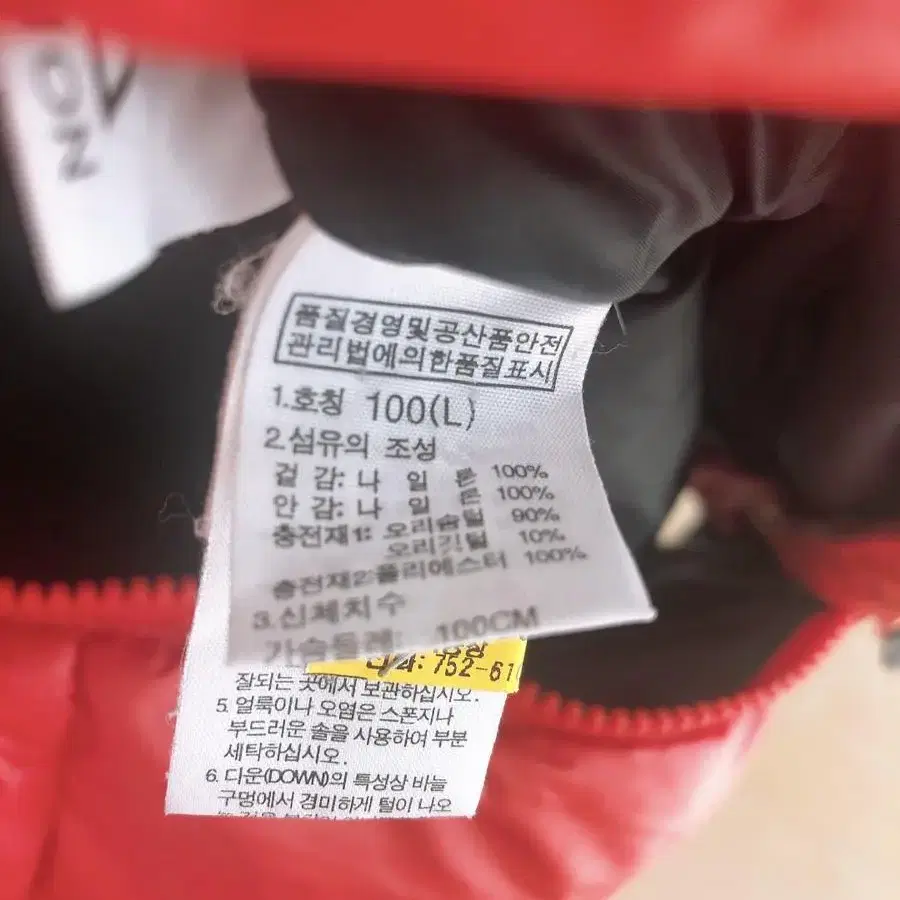 ON
품질경영및공산품안전
관리법에의한품질표시
1.호칭 100(L)
2.섬유의 조성
겉 감: 나 일 론 100%
안 감: 나 일 론 100%
충전재1: 오리솜털 90%
오리깃털 10%
충전재2:폴리에스터 100%
3.신체치수
가슴둘레: 100CM
752-61
잘되는 곳에서 보관하십시오.
5. 얼룩이나 오염은 스폰지나
부드러운 솔을 사용하여 부분
세탁하십시오.
6. 다운(DOWN)의 특성상 바늘
구멍에서 경미하게 털이 나오